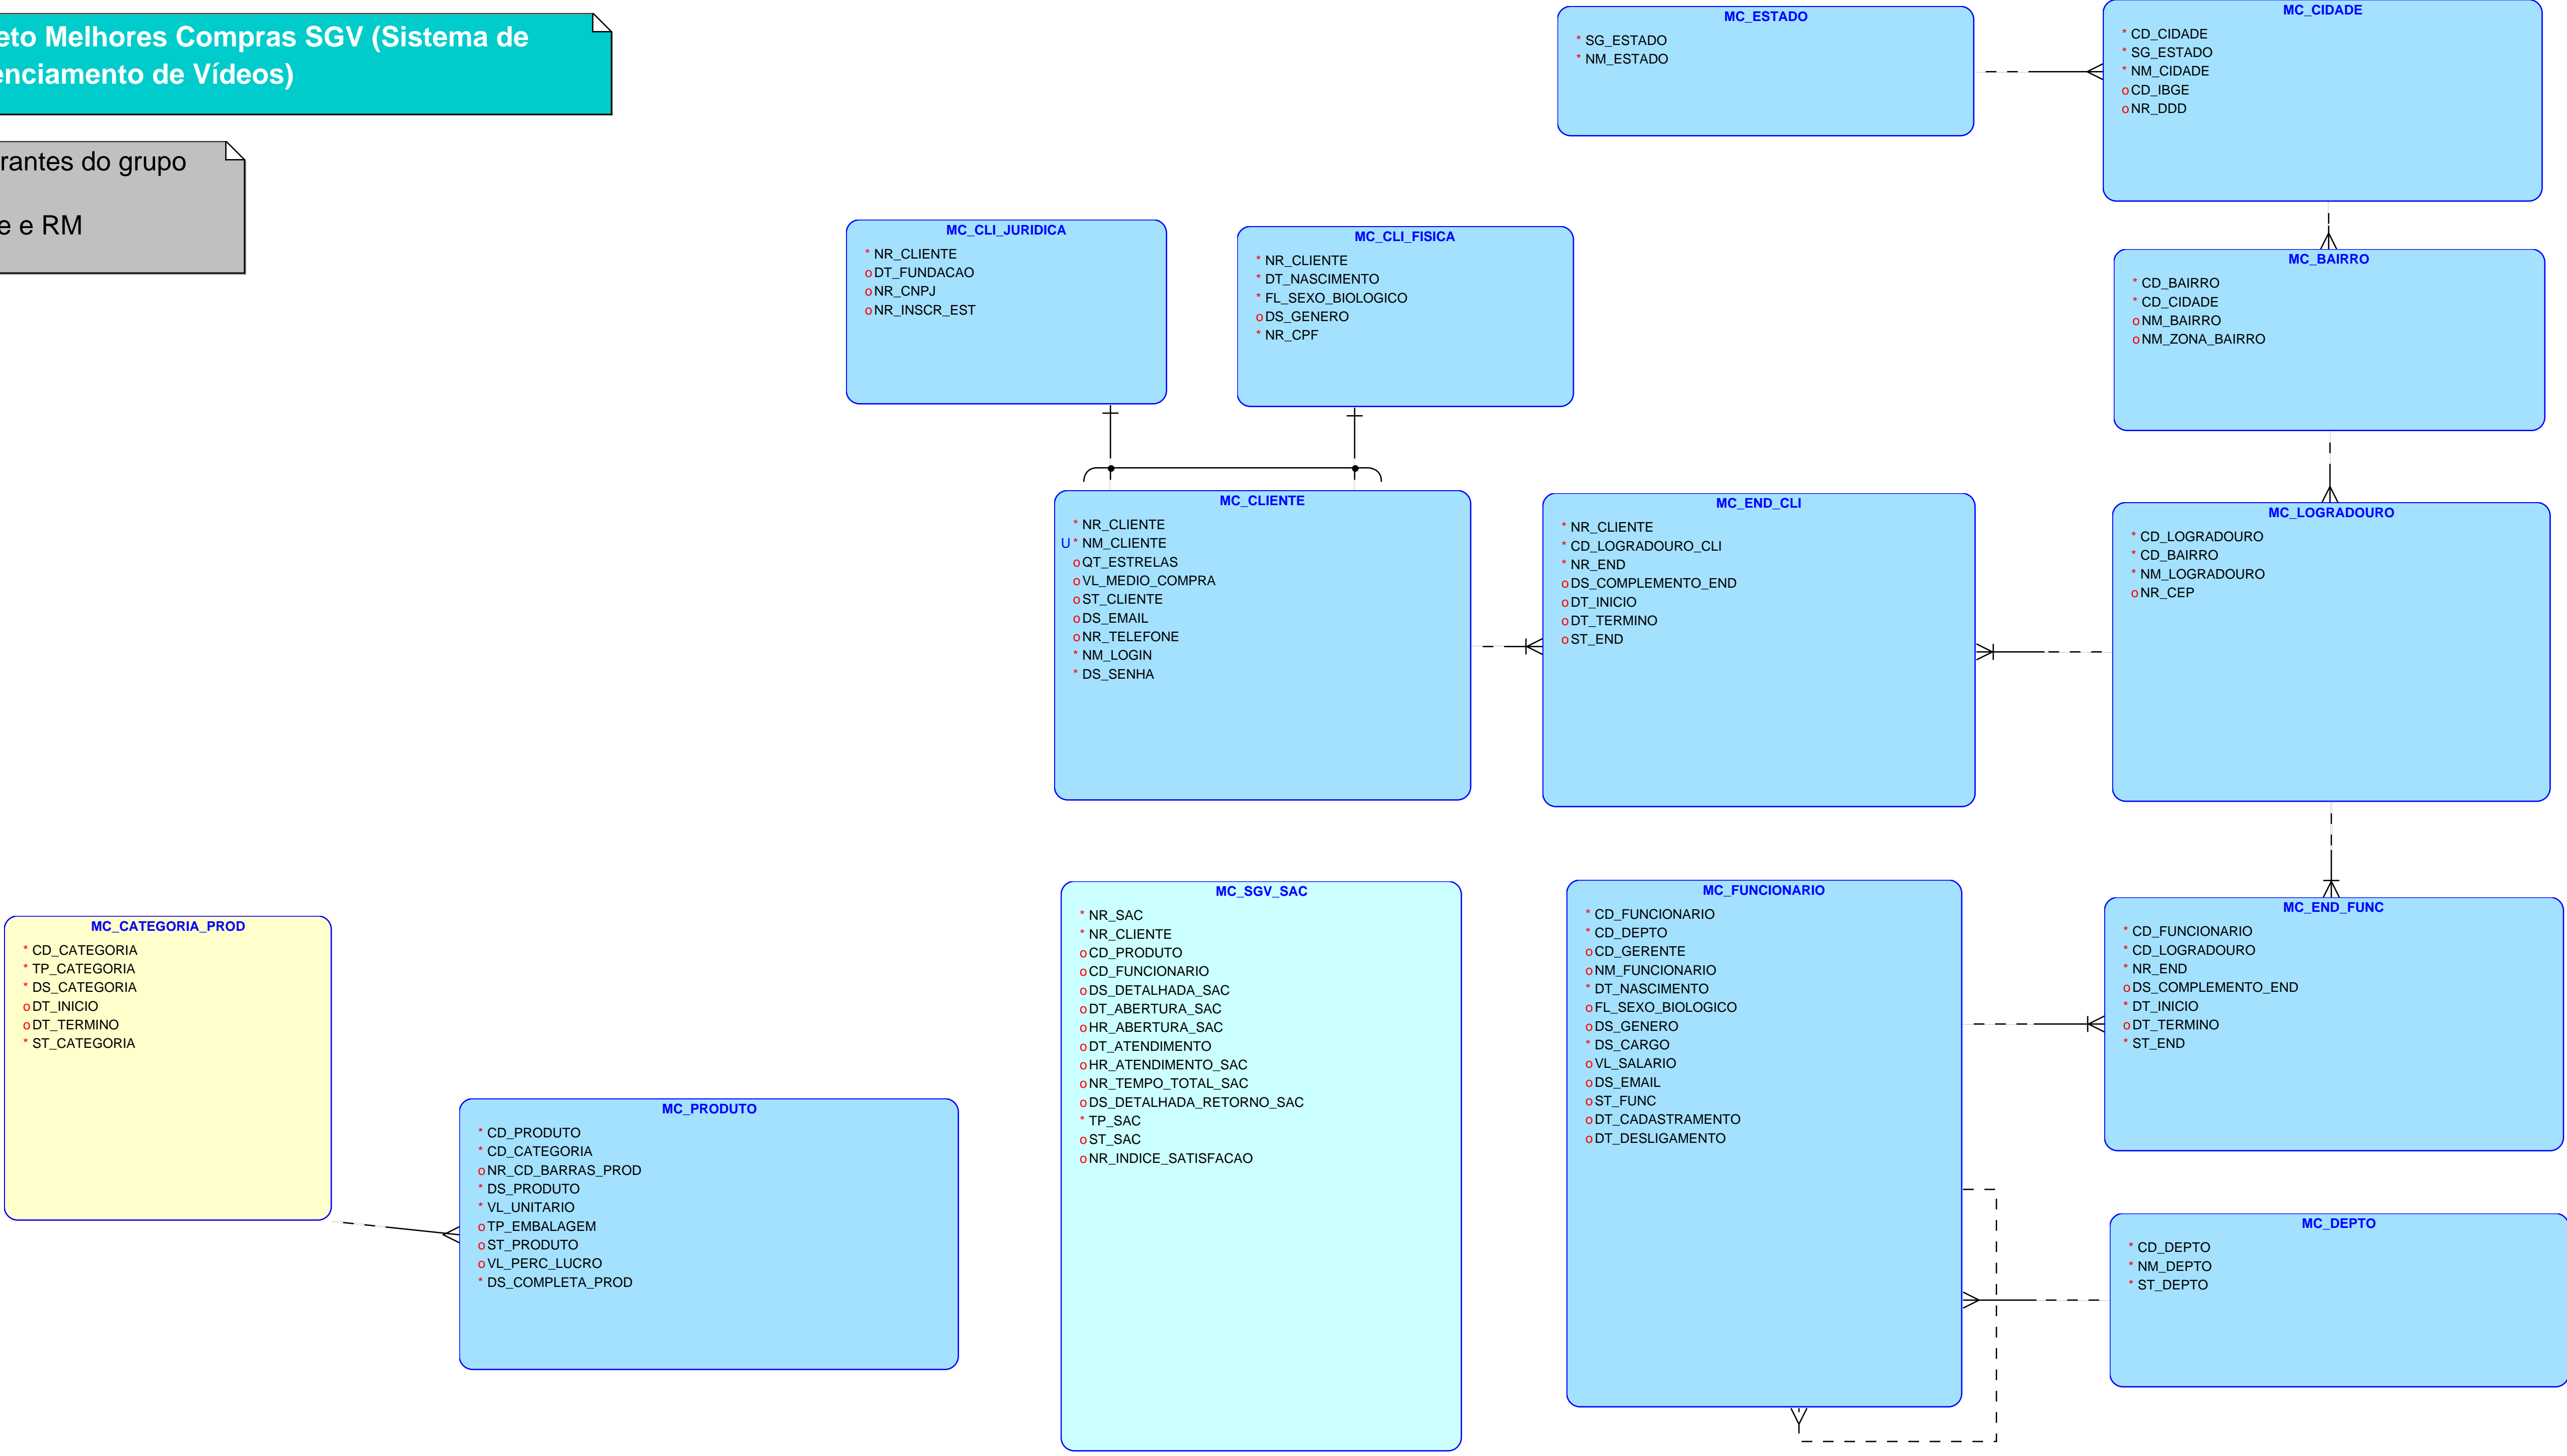 eto Melhores Compras SGV (Sistema de
enciamento de Vídeos)
rantes do grupo
e e RM
MC_ESTADO
* SG_ESTADO
* NM_ESTADO
MC_CIDADE
* CD_CIDADE
* SG_ESTADO
* NM_CIDADE
o CD_IBGE
o NR_DDD
MC_CLI_JURIDICA
* NR_CLIENTE
o DT_FUNDACAO
o NR_CNPJ
o NR_INSCR_EST
MC_CLI_FISICA
* NR_CLIENTE
* DT_NASCIMENTO
* FL_SEXO_BIOLOGICO
o DS_GENERO
* NR_CPF
MC_BAIRRO
* CD_BAIRRO
* CD_CIDADE
o NM_BAIRRO
o NM_ZONA_BAIRRO
MC_CLIENTE
* NR_CLIENTE
U * NM_CLIENTE
o QT_ESTRELAS
o VL_MEDIO_COMPRA
o ST_CLIENTE
o DS_EMAIL
o NR_TELEFONE
* NM_LOGIN
* DS_SENHA
MC_END_CLI
* NR_CLIENTE
* CD_LOGRADOURO_CLI
* NR_END
o DS_COMPLEMENTO_END
o DT_INICIO
o DT_TERMINO
o ST_END
MC_LOGRADOURO
* CD_LOGRADOURO
* CD_BAIRRO
* NM_LOGRADOURO
o NR_CEP
MC_CATEGORIA_PROD
* CD_CATEGORIA
* TP_CATEGORIA
* DS_CATEGORIA
o DT_INICIO
o DT_TERMINO
* ST_CATEGORIA
MC_PRODUTO
* CD_PRODUTO
* CD_CATEGORIA
o NR_CD_BARRAS_PROD
* DS_PRODUTO
* VL_UNITARIO
o TP_EMBALAGEM
o ST_PRODUTO
o VL_PERC_LUCRO
* DS_COMPLETA_PROD
MC_SGV_SAC
* NR_SAC
* NR_CLIENTE
o CD_PRODUTO
o CD_FUNCIONARIO
o DS_DETALHADA_SAC
o DT_ABERTURA_SAC
o HR_ABERTURA_SAC
o DT_ATENDIMENTO
o HR_ATENDIMENTO_SAC
o NR_TEMPO_TOTAL_SAC
o DS_DETALHADA_RETORNO_SAC
* TP_SAC
o ST_SAC
o NR_INDICE_SATISFACAO
MC_FUNCIONARIO
* CD_FUNCIONARIO
* CD_DEPTO
o CD_GERENTE
o NM_FUNCIONARIO
* DT_NASCIMENTO
o FL_SEXO_BIOLOGICO
o DS_GENERO
* DS_CARGO
o VL_SALARIO
o DS_EMAIL
o ST_FUNC
o DT_CADASTRAMENTO
o DT_DESLIGAMENTO
MC_END_FUNC
* CD_FUNCIONARIO
* CD_LOGRADOURO
* NR_END
o DS_COMPLEMENTO_END
* DT_INICIO
o DT_TERMINO
* ST_END
MC_DEPTO
* CD_DEPTO
* NM_DEPTO
* ST_DEPTO